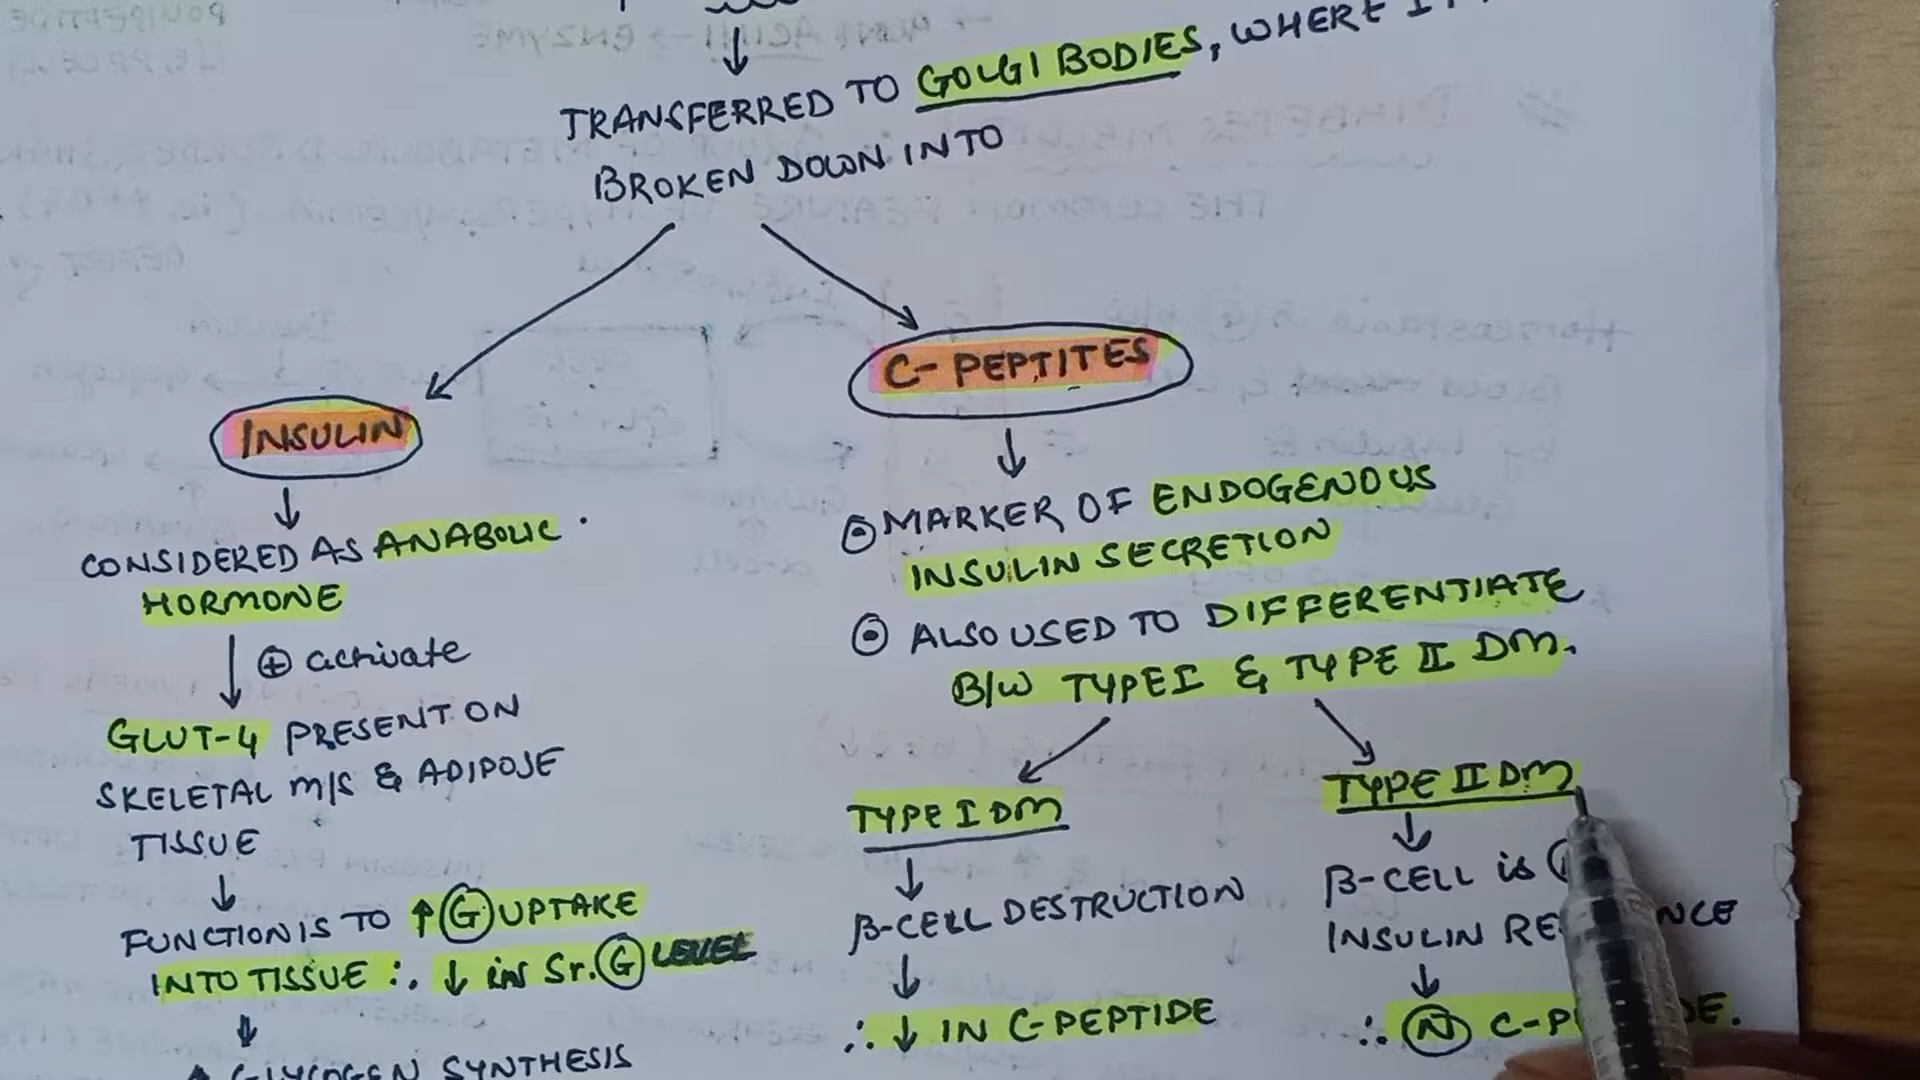 TRANSFERRED TO GOLGI BODIES, WHERE
BROKEN DOWN INTO
INSULIN
↓
CONSIDERED AS ANABOLIC
HORMONE
↓ ⊕ activate
GLUT-4 PRESENT ON
SKELETAL m/s & ADIPOSE
TISSUE
↓
FUNCTION IS TO ↑ Ⓖ UPTAKE
INTO TISSUE ∴ ↓ in Sr. Ⓖ LEVEL
↓
GLYCOGEN SYNTHESIS
C-PEPTITES
↓
⊙ MARKER OF ENDOGENOUS
INSULIN SECRETION
⊙ ALSO USED TO DIFFERENTIATE
B/W TYPE I & TYPE II DM.
TYPE I DM
↓
β-CELL DESTRUCTION
↓
∴ ↓ IN C-PEPTIDE
TYPE II DM
↓
β-CELL is
INSULIN
↓
∴ Ⓝ